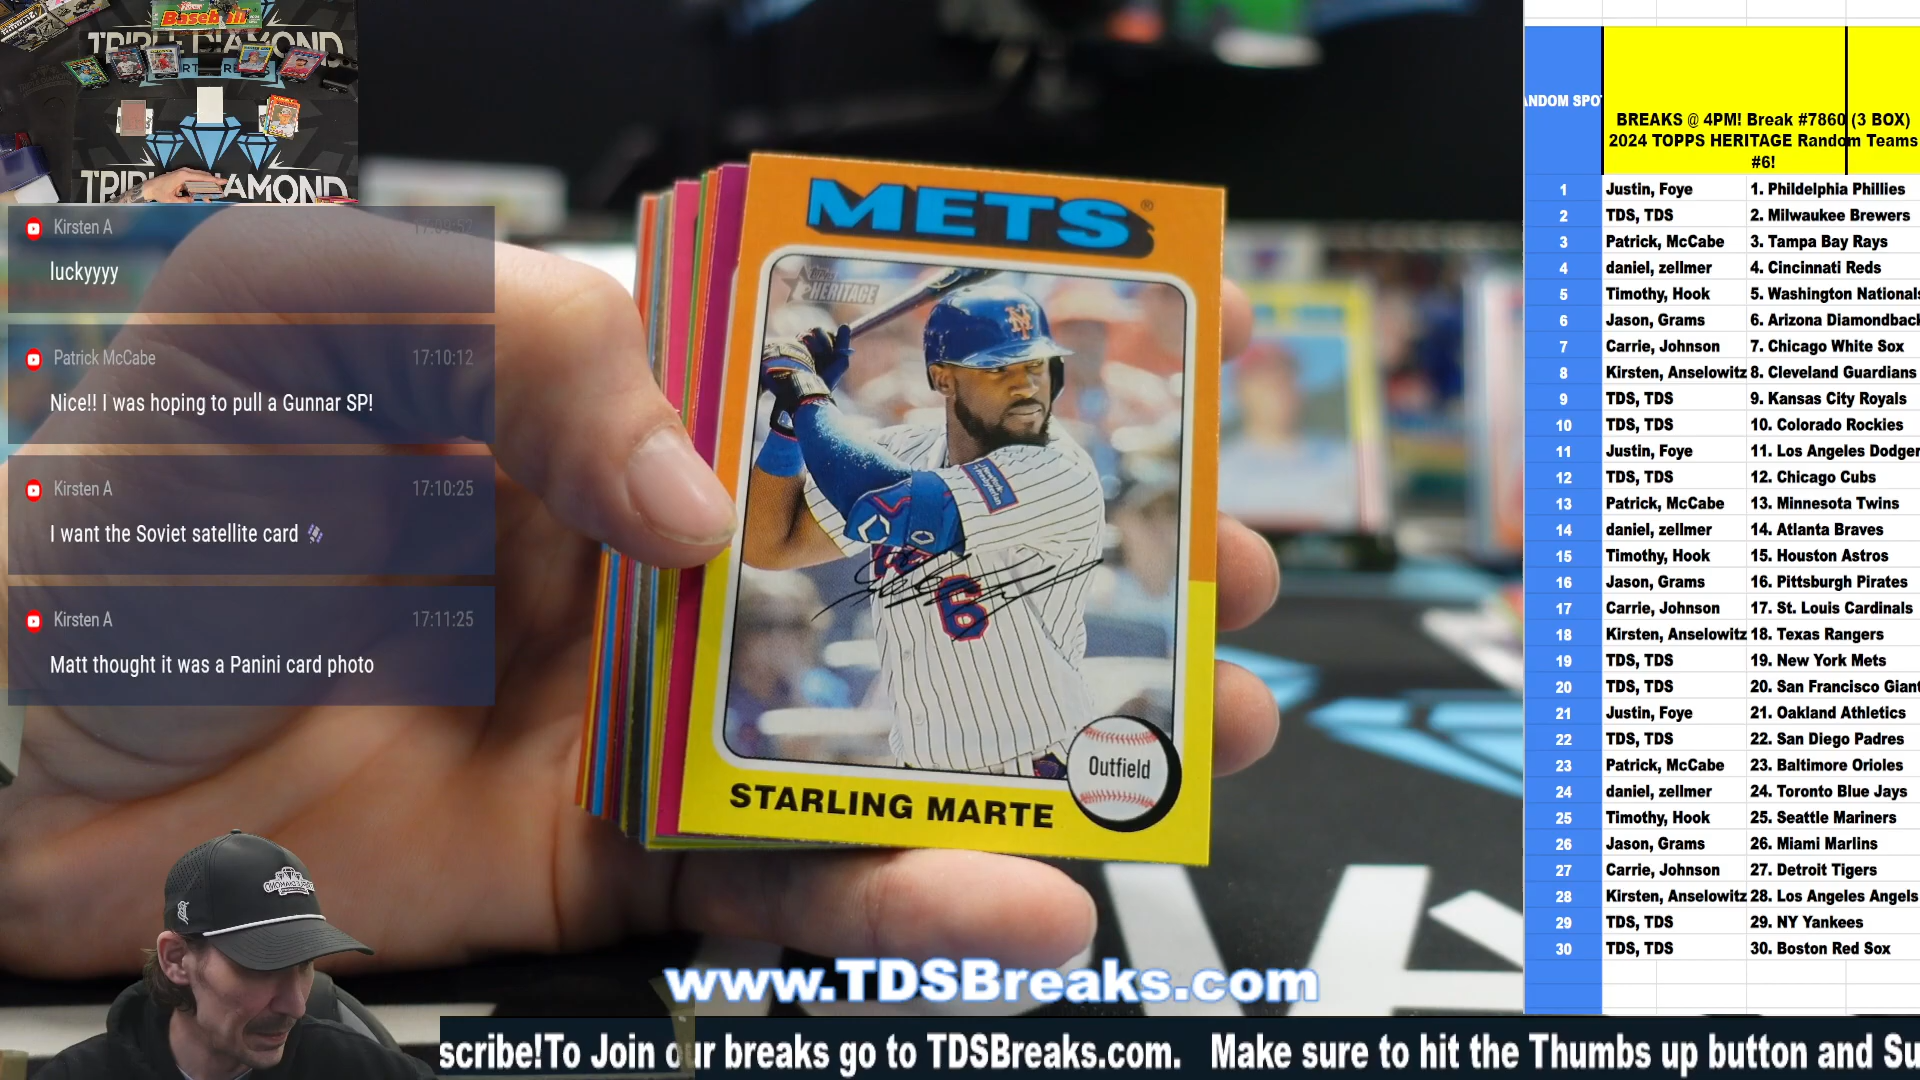 Baseball
TRIPLE DIAMOND
TRIPLE DIAMOND
Kirsten A
luckyyyy
Patrick McCabe 17:10:12
Nice!! I was hoping to pull a Gunnar SP!
Kirsten A 17:10:25
I want the Soviet satellite card
Kirsten A 17:11:25
Matt thought it was a Panini card photo
METS
Topps
HERITAGE
NewYork-Presbyterian
6
Outfield
STARLING MARTE
www.TDSBreaks.com
scribe!To Join our breaks go to TDSBreaks.com. Make sure to hit the Thumbs up button and Su
ANDOM SPO
BREAKS @ 4PM! Break #7860 (3 BOX)
2024 TOPPS HERITAGE Random Teams
#6!
1 Justin, Foye 1. Phildelphia Phillies
2 TDS, TDS 2. Milwaukee Brewers
3 Patrick, McCabe 3. Tampa Bay Rays
4 daniel, zellmer 4. Cincinnati Reds
5 Timothy, Hook 5. Washington Nationals
6 Jason, Grams 6. Arizona Diamondback
7 Carrie, Johnson 7. Chicago White Sox
8 Kirsten, Anselowitz 8. Cleveland Guardians
9 TDS, TDS 9. Kansas City Royals
10 TDS, TDS 10. Colorado Rockies
11 Justin, Foye 11. Los Angeles Dodger
12 TDS, TDS 12. Chicago Cubs
13 Patrick, McCabe 13. Minnesota Twins
14 daniel, zellmer 14. Atlanta Braves
15 Timothy, Hook 15. Houston Astros
16 Jason, Grams 16. Pittsburgh Pirates
17 Carrie, Johnson 17. St. Louis Cardinals
18 Kirsten, Anselowitz 18. Texas Rangers
19 TDS, TDS 19. New York Mets
20 TDS, TDS 20. San Francisco Giant
21 Justin, Foye 21. Oakland Athletics
22 TDS, TDS 22. San Diego Padres
23 Patrick, McCabe 23. Baltimore Orioles
24 daniel, zellmer 24. Toronto Blue Jays
25 Timothy, Hook 25. Seattle Mariners
26 Jason, Grams 26. Miami Marlins
27 Carrie, Johnson 27. Detroit Tigers
28 Kirsten, Anselowitz 28. Los Angeles Angels
29 TDS, TDS 29. NY Yankees
30 TDS, TDS 30. Boston Red Sox